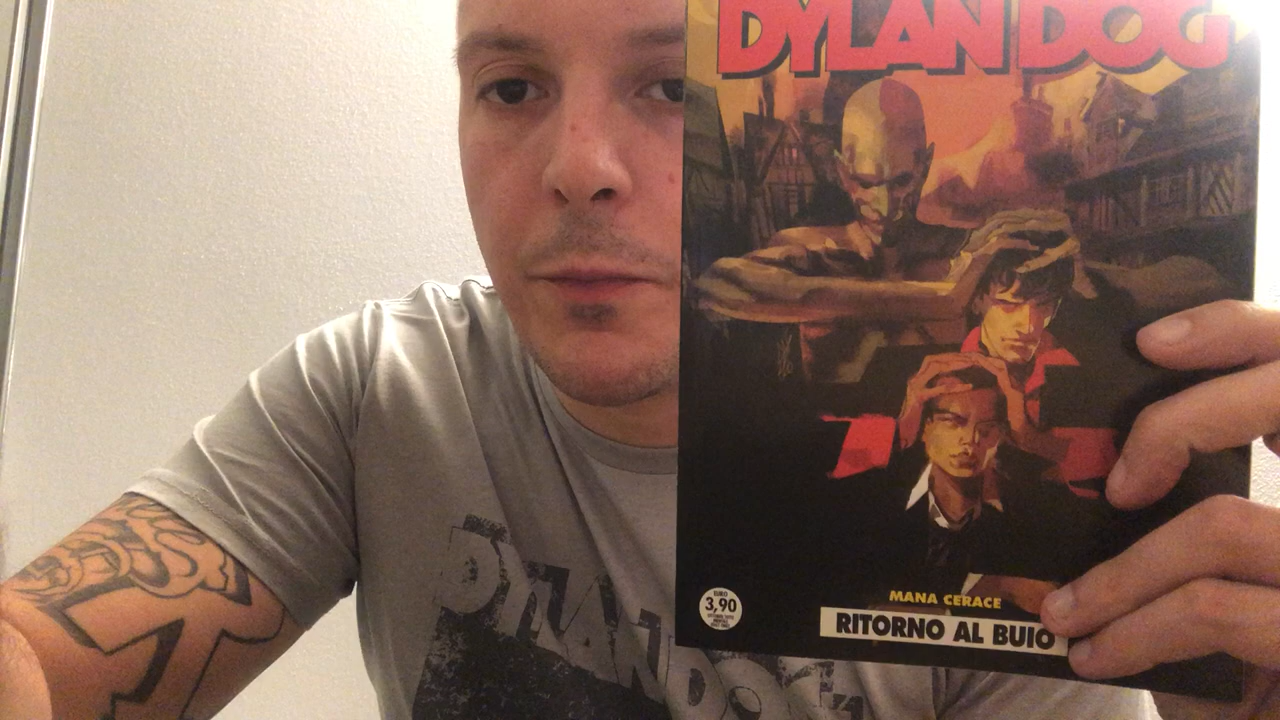 DYLAN DOG
MANA CERACE
RITORNO AL BUIO
EURO
3,90
DYLAN DOG